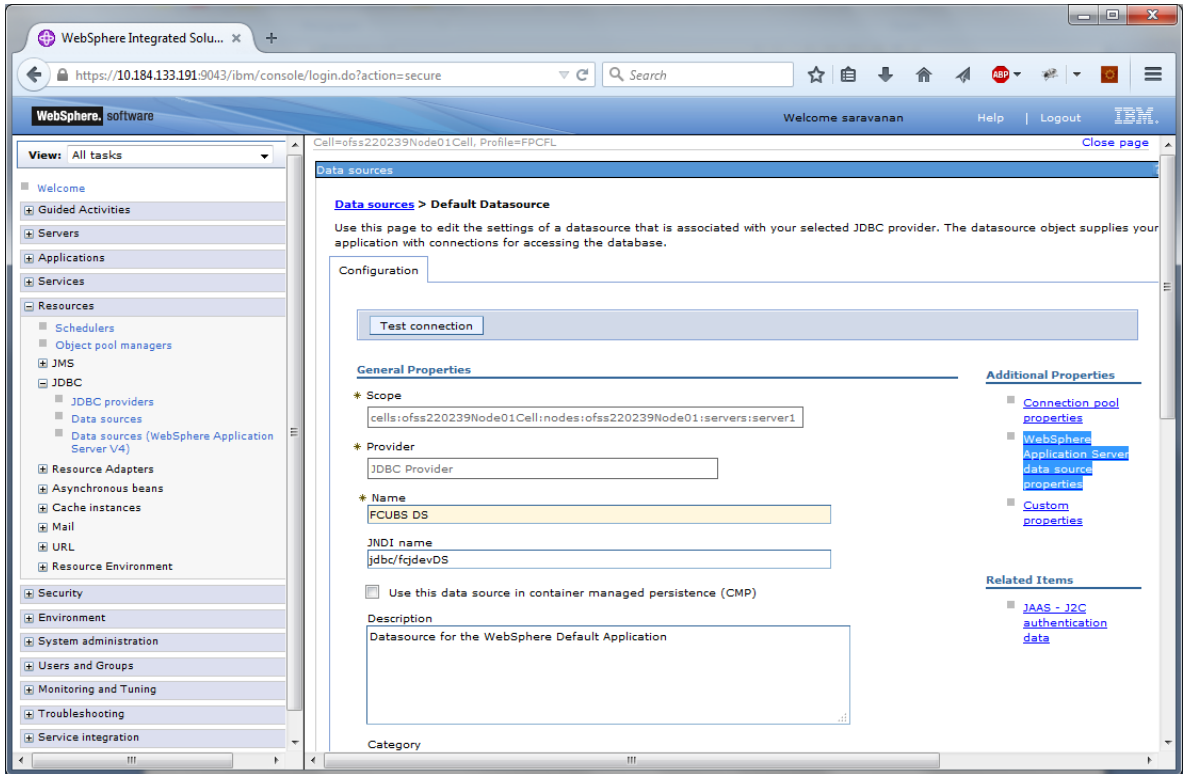 WebSphere Integrated Solu...
https://10.184.133.191:9043/ibm/console/login.do?action=secure
Search
ABP
WebSphere. software
Welcome saravanan
Help | Logout
IBM.
View: All tasks
Welcome
Guided Activities
Servers
Applications
Services
Resources
Schedulers
Object pool managers
JMS
JDBC
JDBC providers
Data sources
Data sources (WebSphere Application
Server V4)
Resource Adapters
Asynchronous beans
Cache instances
Mail
URL
Resource Environment
Security
Environment
System administration
Users and Groups
Monitoring and Tuning
Troubleshooting
Service integration
Cell=ofss220239Node01Cell, Profile=FPCFL
Close page
Data sources
?
Data sources > Default Datasource
Use this page to edit the settings of a datasource that is associated with your selected JDBC provider. The datasource object supplies your
application with connections for accessing the database.
Configuration
Test connection
General Properties
* Scope
cells:ofss220239Node01Cell:nodes:ofss220239Node01:servers:server1
* Provider
JDBC Provider
* Name
FCUBS DS
JNDI name
jdbc/fcjdevDS
Use this data source in container managed persistence (CMP)
Description
Datasource for the WebSphere Default Application
Category
Additional Properties
Connection pool
properties
WebSphere
Application Server
data source
properties
Custom
properties
Related Items
JAAS - J2C
authentication
data